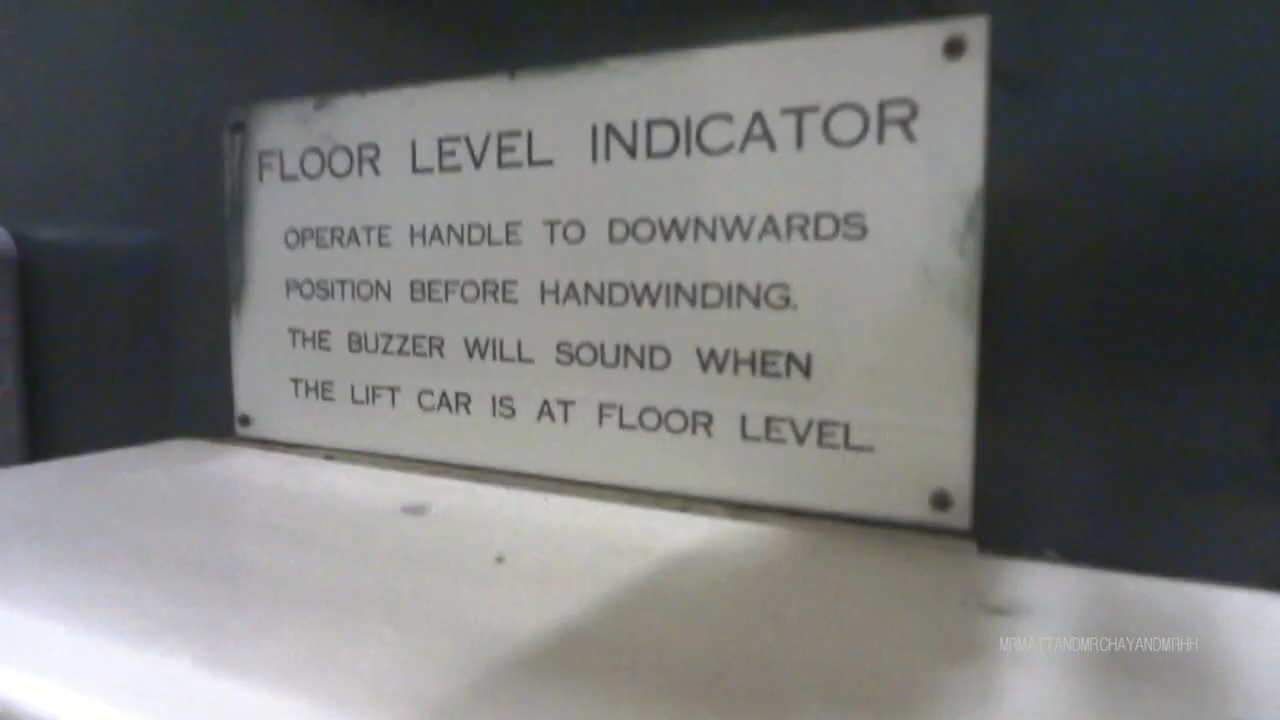 FLOOR LEVEL INDICATOR
OPERATE HANDLE TO DOWNWARDS
POSITION BEFORE HANDWINDING.
THE BUZZER WILL SOUND WHEN
THE LIFT CAR IS AT FLOOR LEVEL.
MRMATTANDMRCHAYANDMRHH